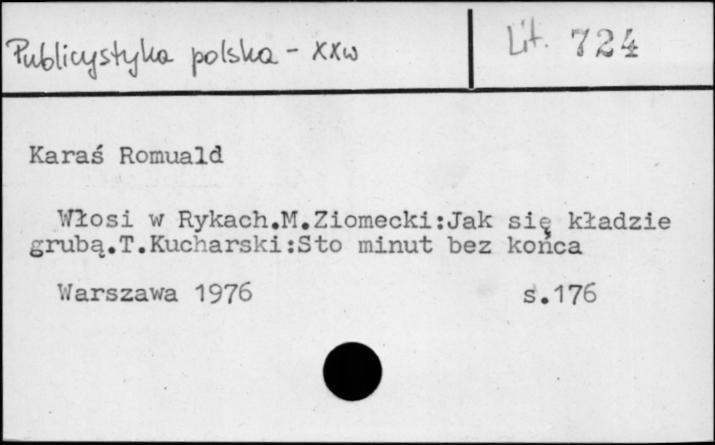 Publicystyka polska - XXw
Lit. 724
Karaś Romuald
Włosi w Rykach.M.Ziomecki:Jak się kładzie
grubą.T.Kucharski:Sto minut bez końca
Warszawa 1976 s.176